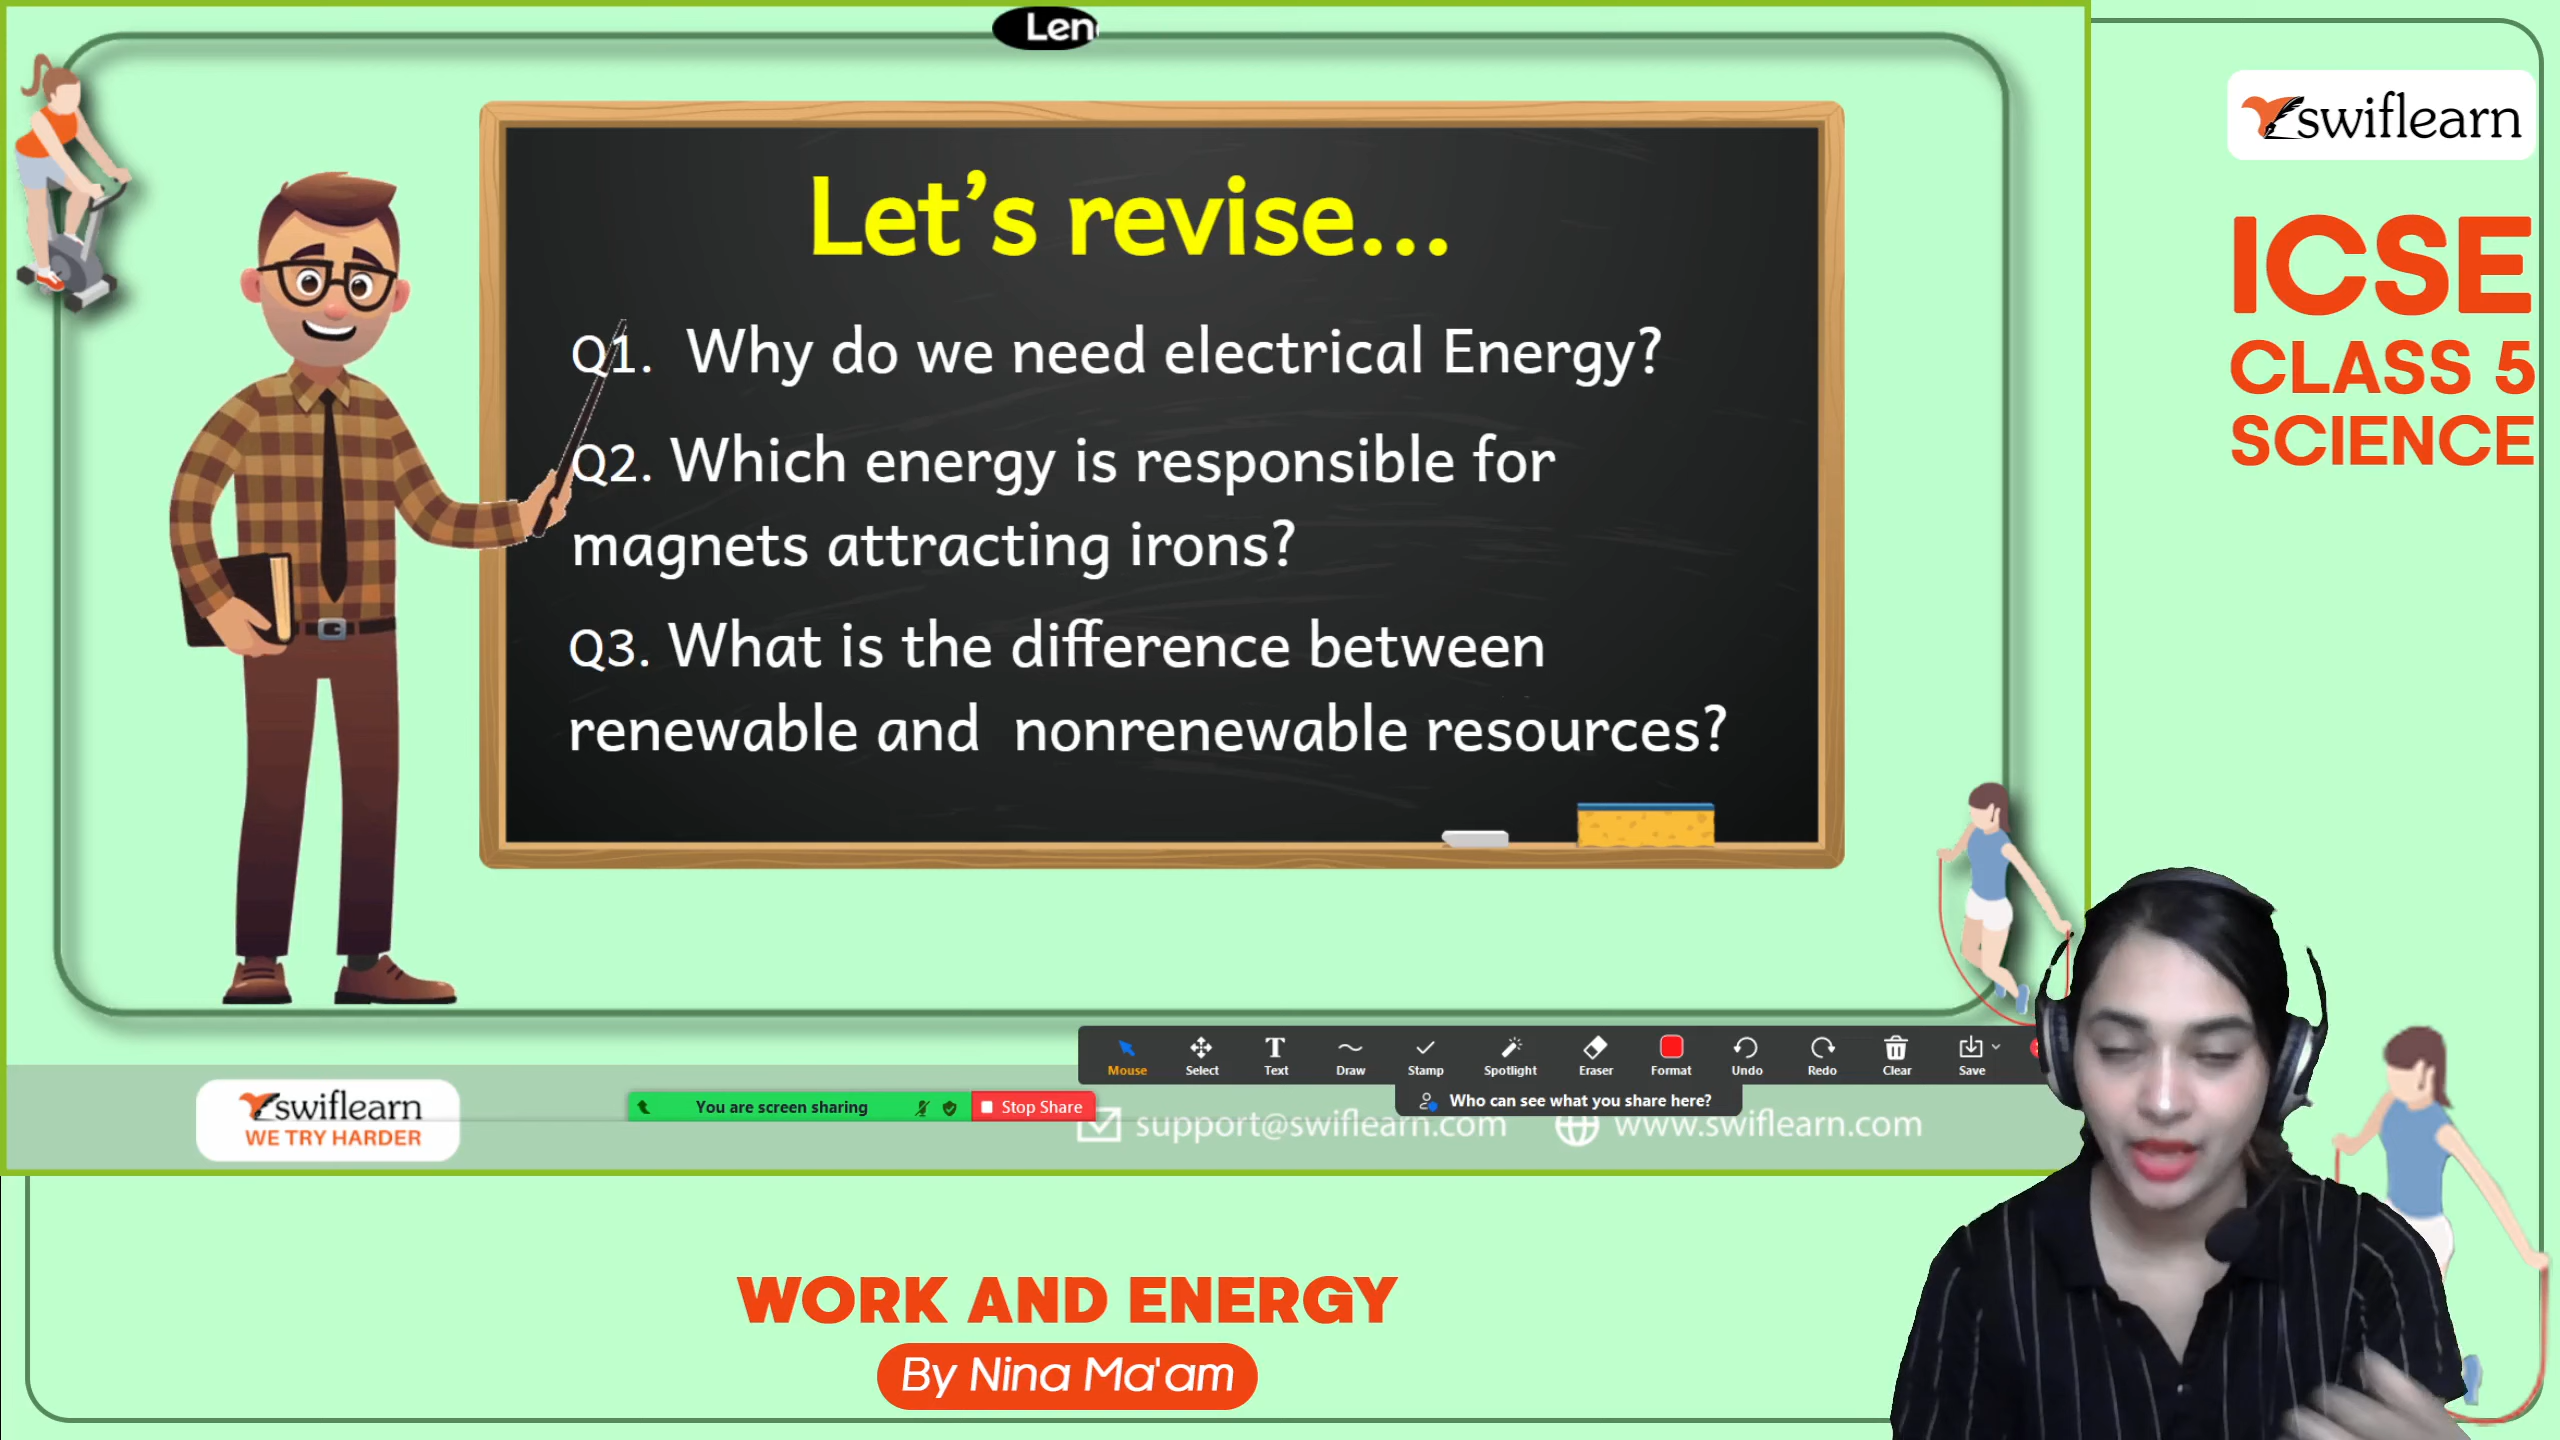 Len
swiflearn
ICSE
CLASS 5
SCIENCE
Let's revise...
Q1. Why do we need electrical Energy?
Q2. Which energy is responsible for
magnets attracting irons?
Q3. What is the difference between
renewable and nonrenewable resources?
Mouse Select Text Draw Stamp Spotlight Eraser Format Undo Redo Clear Save
You are screen sharing Stop Share
Who can see what you share here?
swiflearn
WE TRY HARDER
support@swiflearn.com www.swiflearn.com
WORK AND ENERGY
By Nina Ma'am